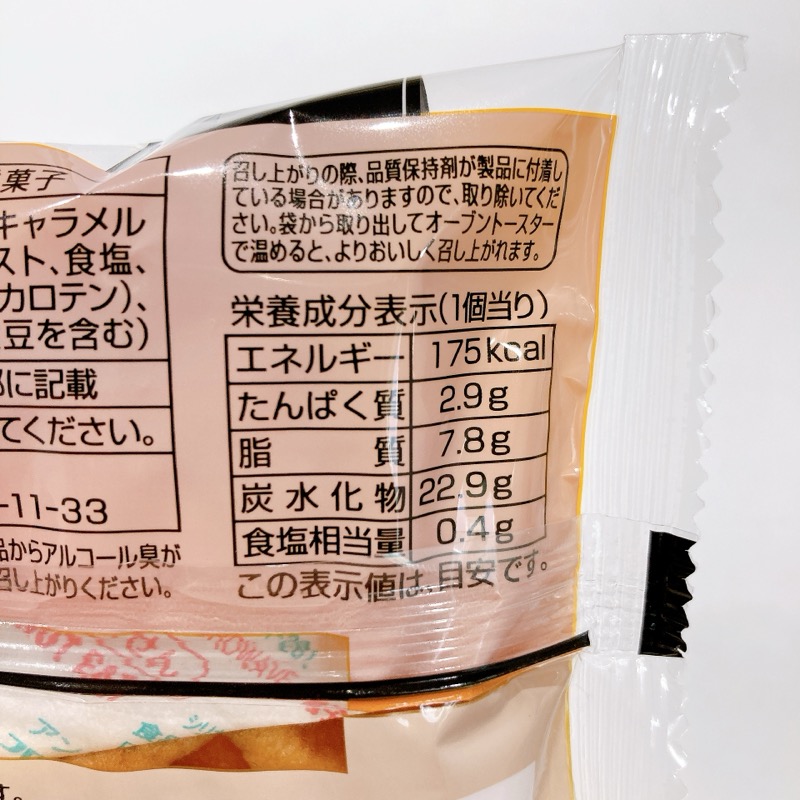 菓子
キャラメル
スト、食塩、
カロテン)、
豆を含む)
に記載
てください。
-11-33
品からアルコール臭が
召し上がりください。
召し上がりの際、品質保持剤が製品に付着し
ている場合がありますので、取り除いてくだ
さい。袋から取り出してオーブントースター
で温めると、よりおいしく召し上がれます。
栄養成分表示(1個当り)
エネルギー 175kcal
たんぱく質 2.9g
脂質 7.8g
炭水化物 22.9g
食塩相当量 0.4g
この表示値は、目安です。
アン
す。